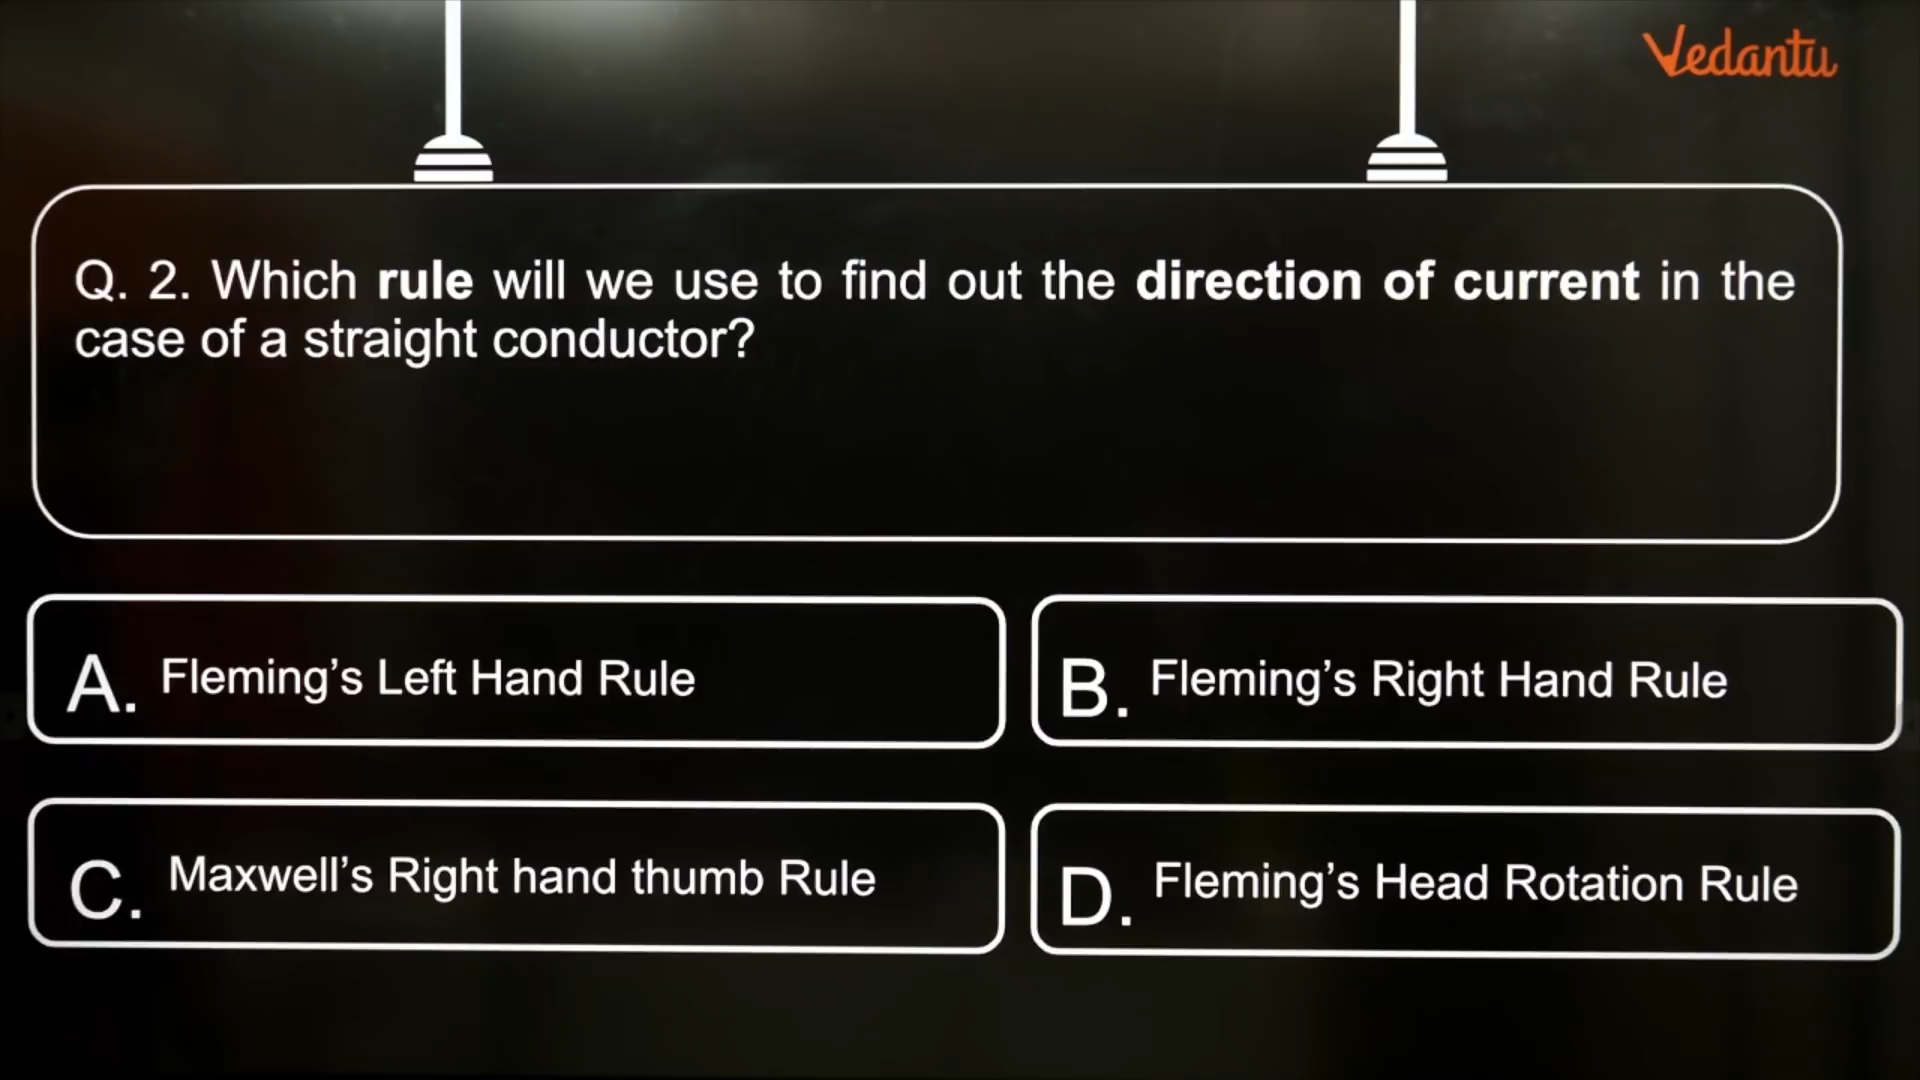 Vedantu
Q. 2. Which rule will we use to find out the direction of current in the
case of a straight conductor?
A. Fleming’s Left Hand Rule
B. Fleming’s Right Hand Rule
C. Maxwell’s Right hand thumb Rule
D. Fleming’s Head Rotation Rule